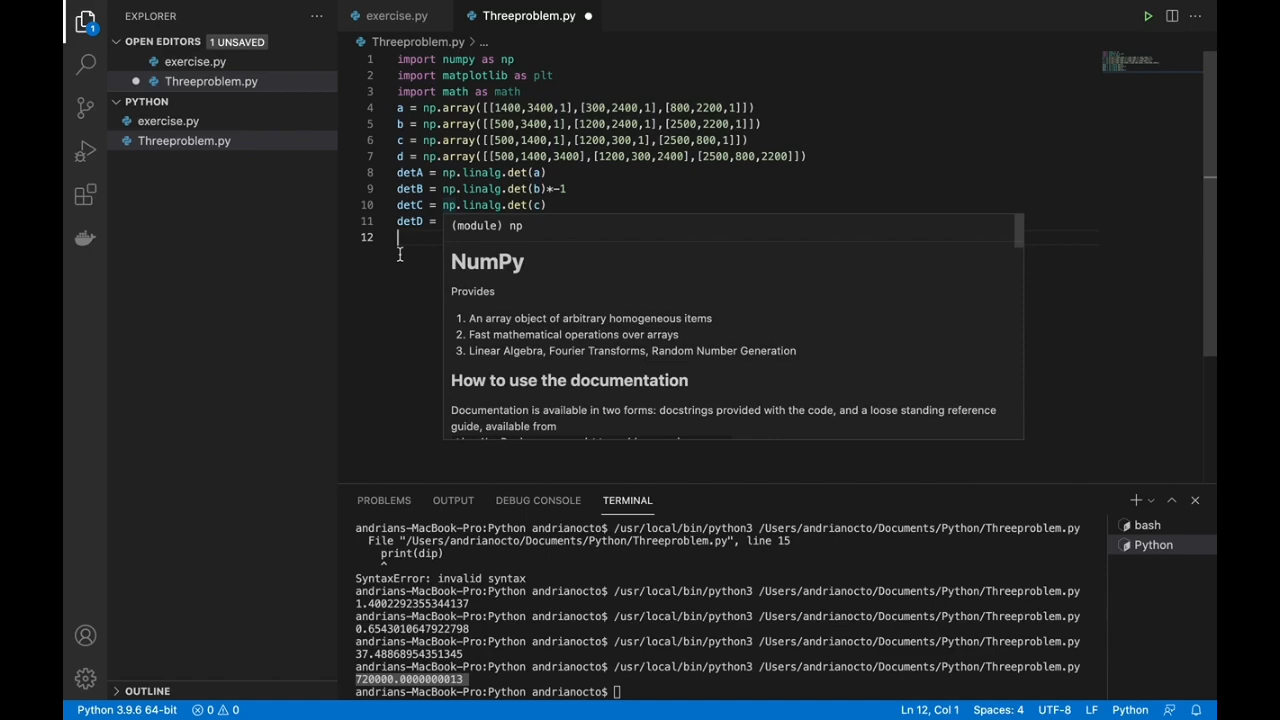 EXPLORER
OPEN EDITORS 1 UNSAVED
exercise.py
Threeproblem.py
PYTHON
exercise.py
Threeproblem.py
OUTLINE
exercise.py Threeproblem.py
Threeproblem.py > ...
1 import numpy as np
2 import matplotlib as plt
3 import math as math
4 a = np.array([[1400,3400,1],[300,2400,1],[800,2200,1]])
5 b = np.array([[500,3400,1],[1200,2400,1],[2500,2200,1]])
6 c = np.array([[500,1400,1],[1200,300,1],[2500,800,1]])
7 d = np.array([[500,1400,3400],[1200,300,2400],[2500,800,2200]])
8 detA = np.linalg.det(a)
9 detB = np.linalg.det(b)*-1
10 detC = np.linalg.det(c)
11 detD =
12
(module) np
NumPy
Provides
1. An array object of arbitrary homogeneous items
2. Fast mathematical operations over arrays
3. Linear Algebra, Fourier Transforms, Random Number Generation
How to use the documentation
Documentation is available in two forms: docstrings provided with the code, and a loose standing reference
guide, available from
PROBLEMS OUTPUT DEBUG CONSOLE TERMINAL
andrians-MacBook-Pro:Python andrianocto$ /usr/local/bin/python3 /Users/andrianocto/Documents/Python/Threeproblem.py
File "/Users/andrianocto/Documents/Python/Threeproblem.py", line 15
print(dip)
^
SyntaxError: invalid syntax
andrians-MacBook-Pro:Python andrianocto$ /usr/local/bin/python3 /Users/andrianocto/Documents/Python/Threeproblem.py
1.4002292355344137
andrians-MacBook-Pro:Python andrianocto$ /usr/local/bin/python3 /Users/andrianocto/Documents/Python/Threeproblem.py
0.6543010647922798
andrians-MacBook-Pro:Python andrianocto$ /usr/local/bin/python3 /Users/andrianocto/Documents/Python/Threeproblem.py
37.48868954351345
andrians-MacBook-Pro:Python andrianocto$ /usr/local/bin/python3 /Users/andrianocto/Documents/Python/Threeproblem.py
720000.0000000013
andrians-MacBook-Pro:Python andrianocto$
bash
Python
Python 3.9.6 64-bit 0 0 Ln 12, Col 1 Spaces: 4 UTF-8 LF Python